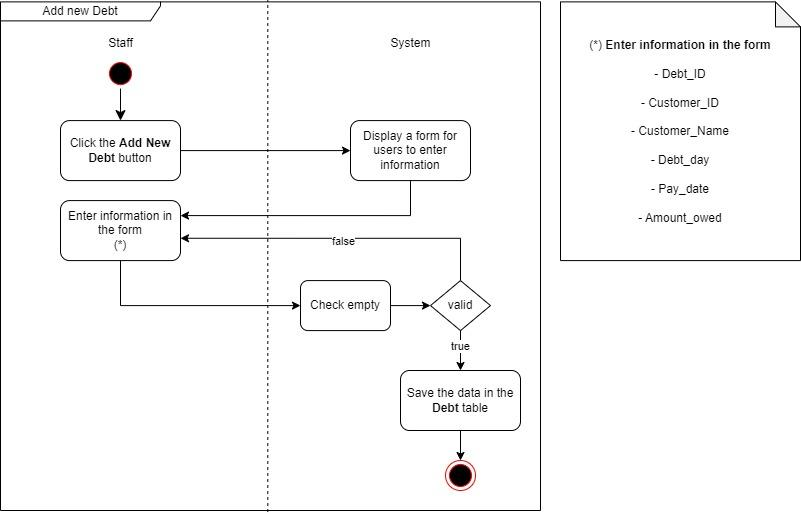 Add new Debt
Staff
System
Click the Add New
Debt button
Display a form for
users to enter
information
Enter information in
the form
(*)
false
Check empty
valid
true
Save the data in the
Debt table
(*) Enter information in the form
- Debt_ID
- Customer_ID
- Customer_Name
- Debt_day
- Pay_date
- Amount_owed